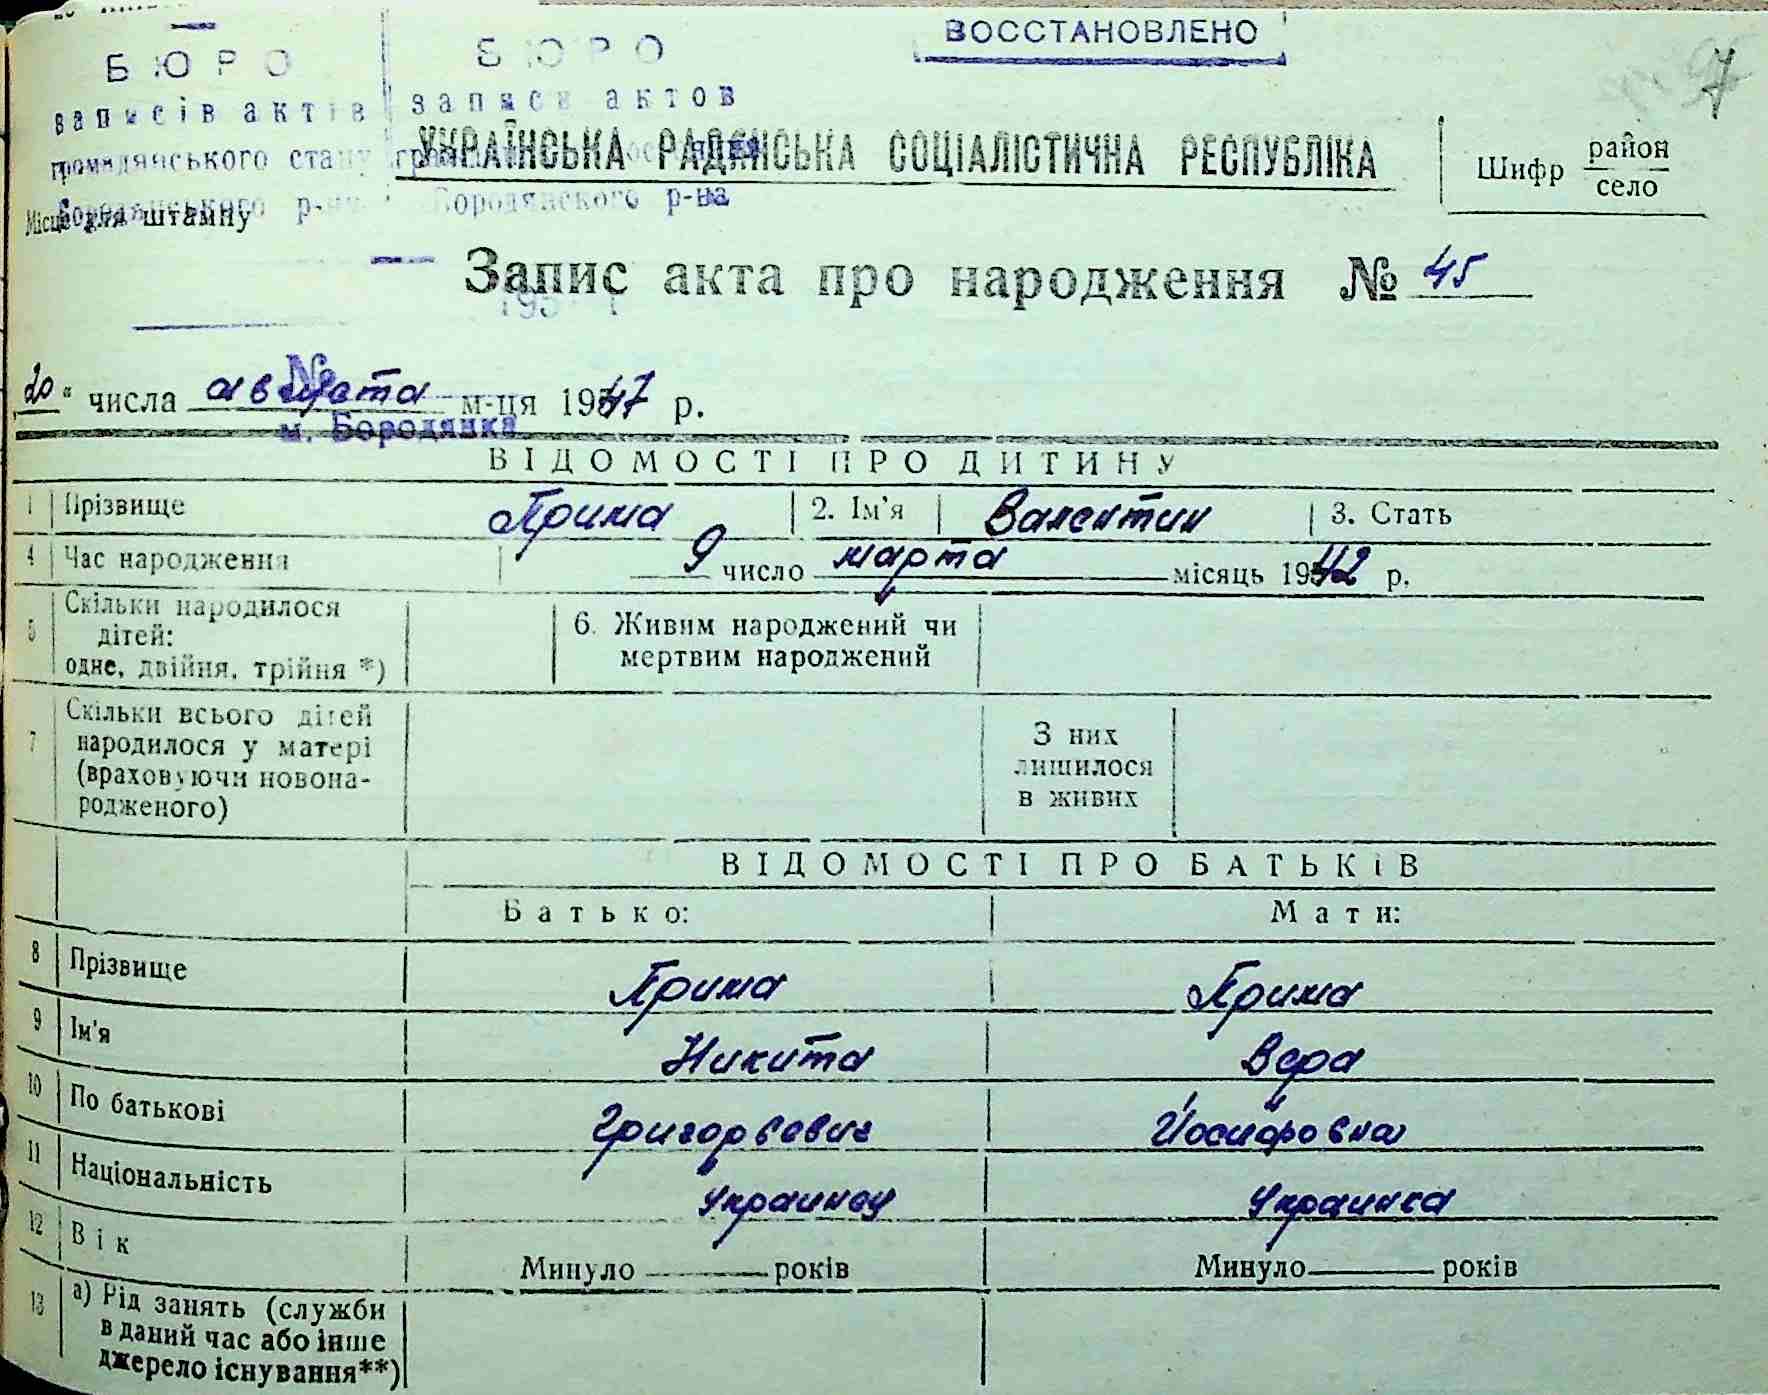 ВОССТАНОВЛЕНО
7
БЮРО
записів актів
громадянського стану
Бородянського р-ну
БЮРО
записи актов
Бородянского р-на
УКРАЇНСЬКА РАДЯНСЬКА СОЦІАЛІСТИЧНА РЕСПУБЛІКА
Шифр район
село
Місце для штампу
Запис акта про народження № 45
195 г
№
20 " числа августа м-ця 1947 р.
м. Бородянка
ВІДОМОСТІ ПРО ДИТИНУ
1 Прізвище Прима 2. Ім'я Валентин 3. Стать
4 Час народження 9 число марта місяць 1942 р.
5 Скільки народилося
дітей:
одне, двійня, трійня *)
6. Живим народжений чи
мертвим народжений
7 Скільки всього дітей
народилося у матері
(враховуючи новона-
родженого)
З них
лишилося
в живих
ВІДОМОСТІ ПРО БАТЬКІВ
Батько: Мати:
8 Прізвище Прима Прима
9 Ім'я Никита Вера
10 По батькові Григорьевич Йосифовна
11 Національність Украинец Украинка
12 Вік Минуло років Минуло років
13 а) Рід занять (служби
в даний час або інше
джерело існування**)